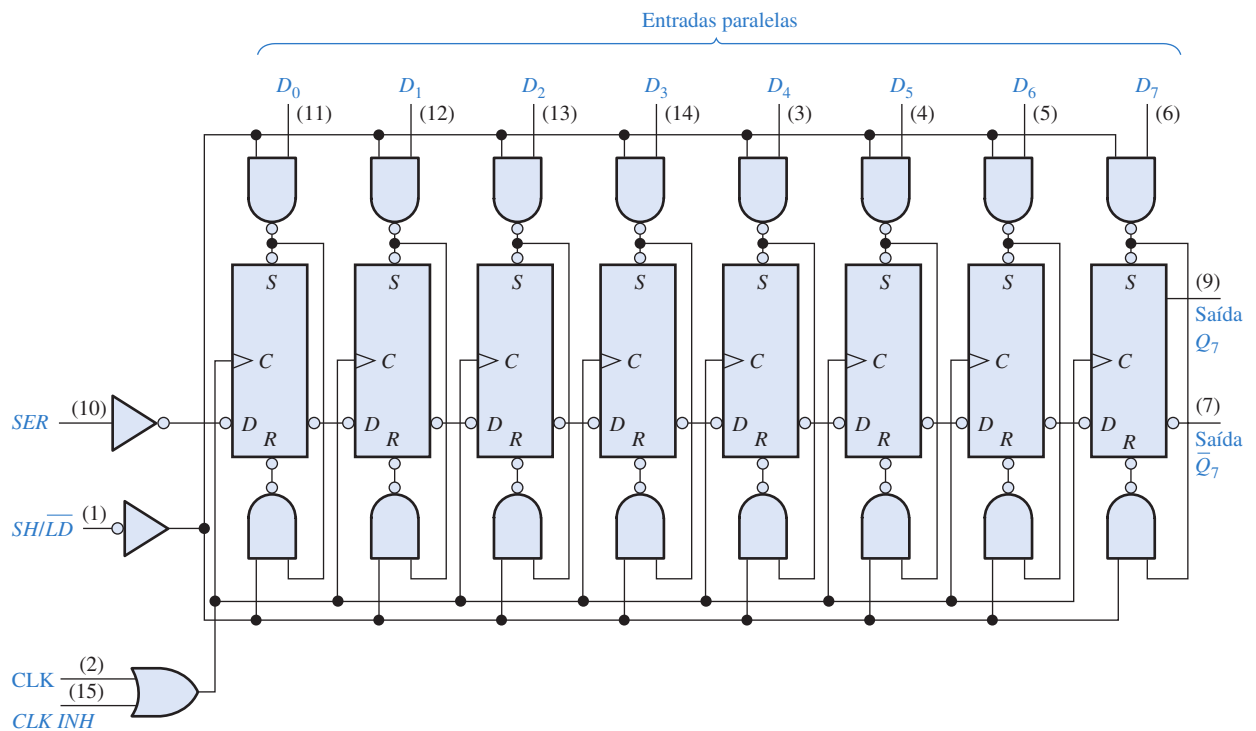 Entradas paralelas
D₀ D₁ D₂ D₃ D₄ D₅ D₆ D₇
(11) (12) (13) (14) (3) (4) (5) (6)
S S S S S S S S
(9)
Saída
Q₇
C C C C C C C C
SER (10)
D D D D D D D D
(7)
R R R R R R R R
Saída
Q̅₇
SH/L̅D̅ (1)
CLK (2)
(15)
CLK INH